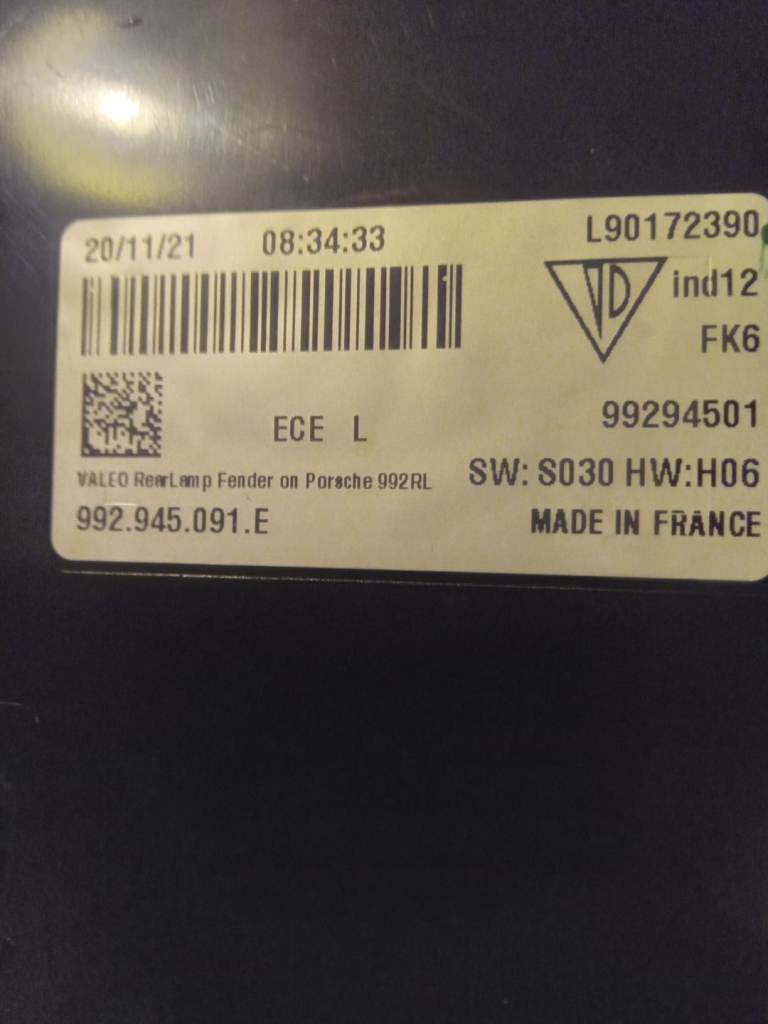 20/11/21 08:34:33 L90172390
ind12
FK6
99294501
ECE L
VALEO RearLamp Fender on Porsche 992RL
SW: S030 HW:H06
992.945.091.E
MADE IN FRANCE